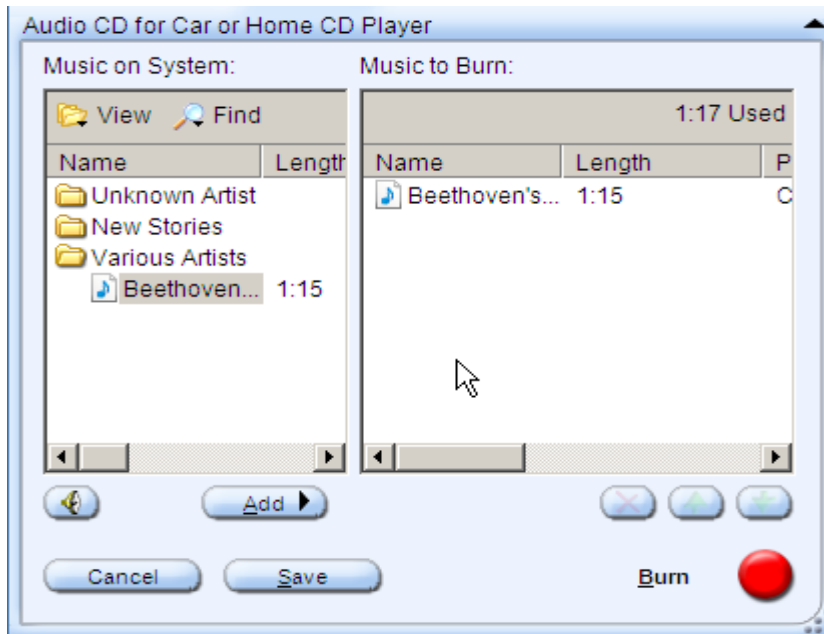 Audio CD for Car or Home CD Player
Music on System:
Music to Burn:
View Find
1:17 Used
Name Length
Name Length P
Unknown Artist
New Stories
Various Artists
Beethoven... 1:15
Beethoven's... 1:15 C
Add
Cancel Save
Burn